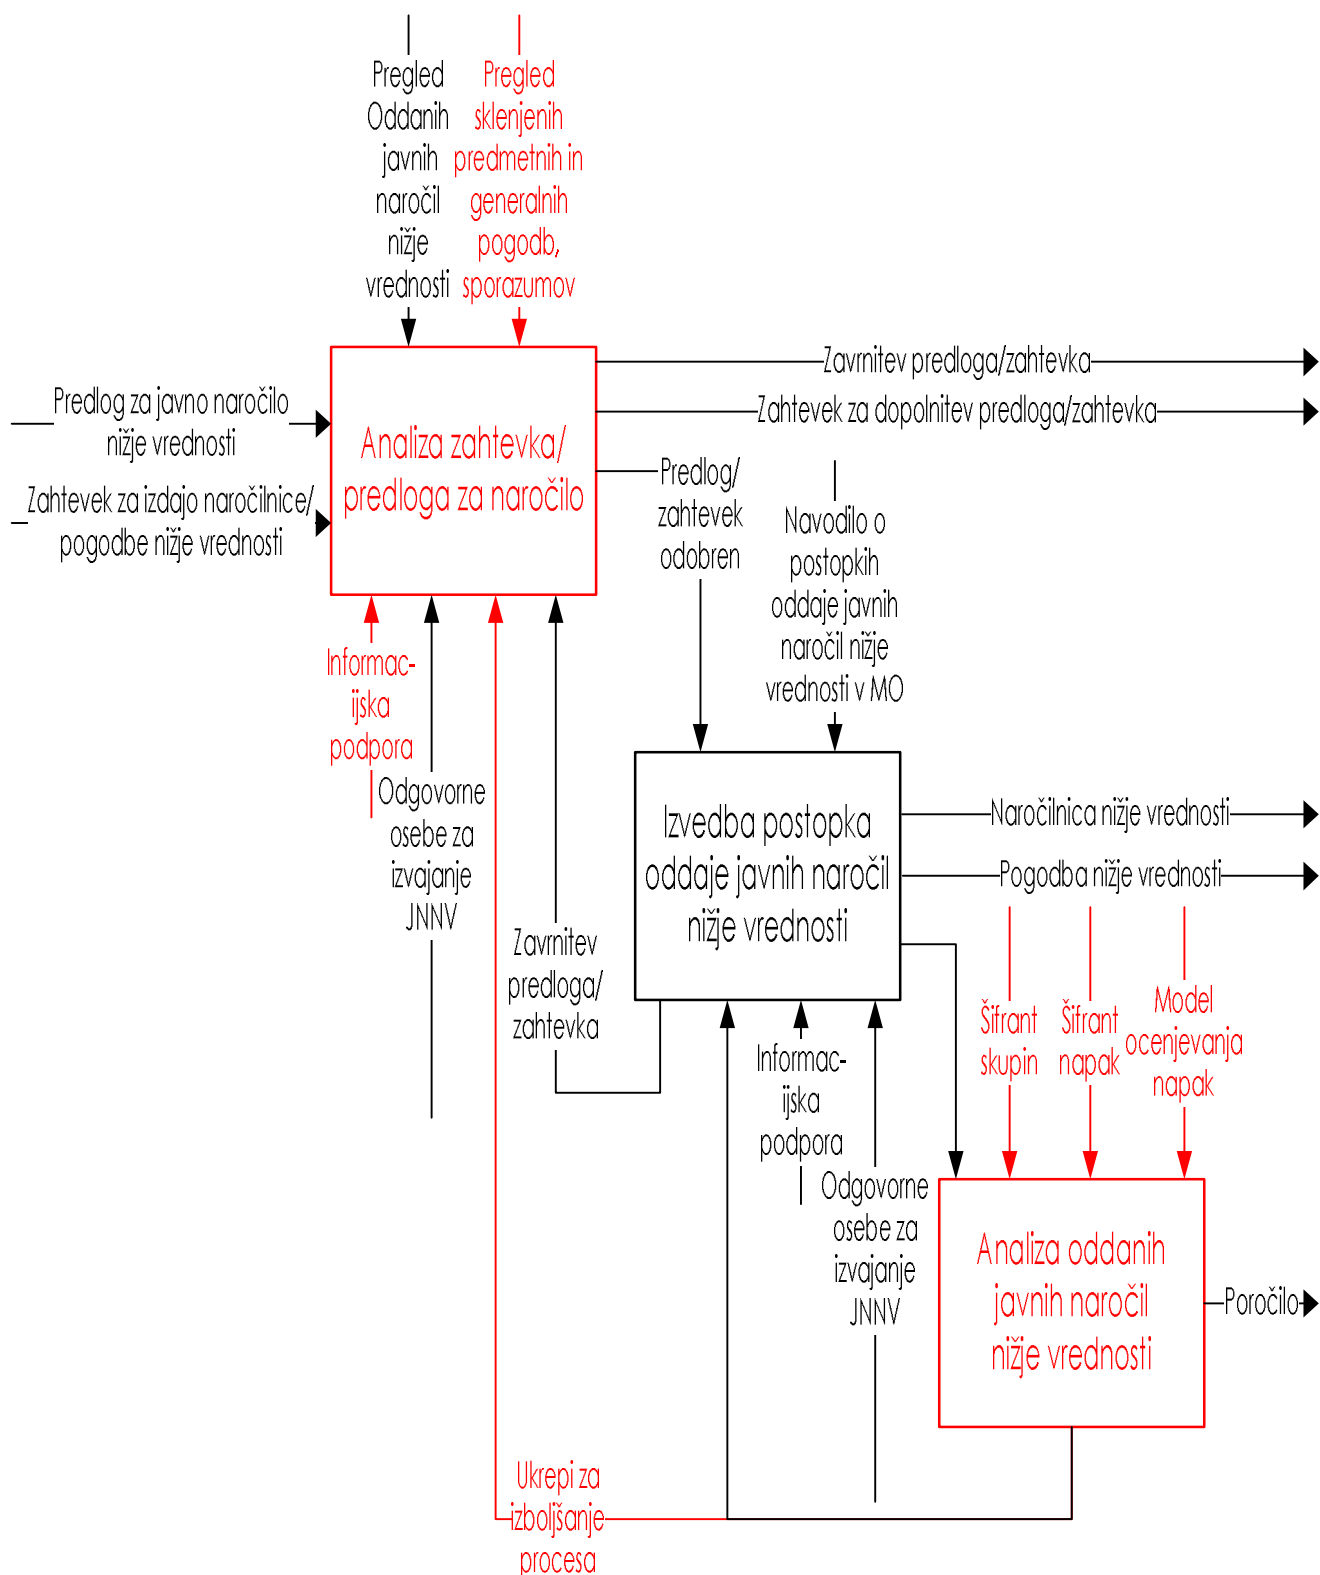 Pregled
Oddanih
javnih
naročil
nižje
vrednosti
Pregled
sklenjenih
predmetnih in
generalnih
pogodb,
sporazumov
Zavrnitev predloga/zahtevka
Predlog za javno naročilo
nižje vrednosti
Zahtevek za dopolnitev predloga/zahtevka
Analiza zahtevka/
predloga za naročilo
Zahtevek za izdajo naročilnice/
pogodbe nižje vrednosti
Predlog/
zahtevek
odobren
Navodilo o
postopkih
oddaje javnih
naročil nižje
vrednosti v MO
Informac-
ijska
podpora
Odgovorne
osebe za
izvajanje
JNNV
Izvedba postopka
oddaje javnih naročil
nižje vrednosti
Naročilnica nižje vrednosti
Pogodba nižje vrednosti
Zavrnitev
predloga/
zahtevka
Šifrant
skupin
Šifrant
napak
Model
ocenjevanja
napak
Informac-
ijska
podpora
Odgovorne
osebe za
izvajanje
JNNV
Analiza oddanih
javnih naročil
nižje vrednosti
Poročilo
Ukrepi za
izboljšanje
procesa